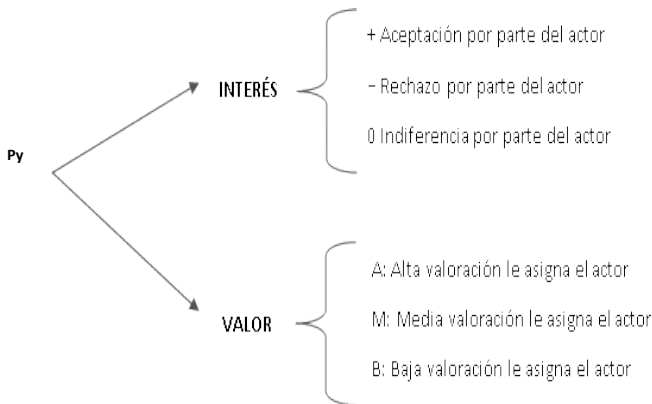 Py
INTERÉS
+ Aceptación por parte del actor
– Rechazo por parte del actor
0 Indiferencia por parte del actor
VALOR
A: Alta valoración le asigna el actor
M: Media valoración le asigna el actor
B: Baja valoración le asigna el actor